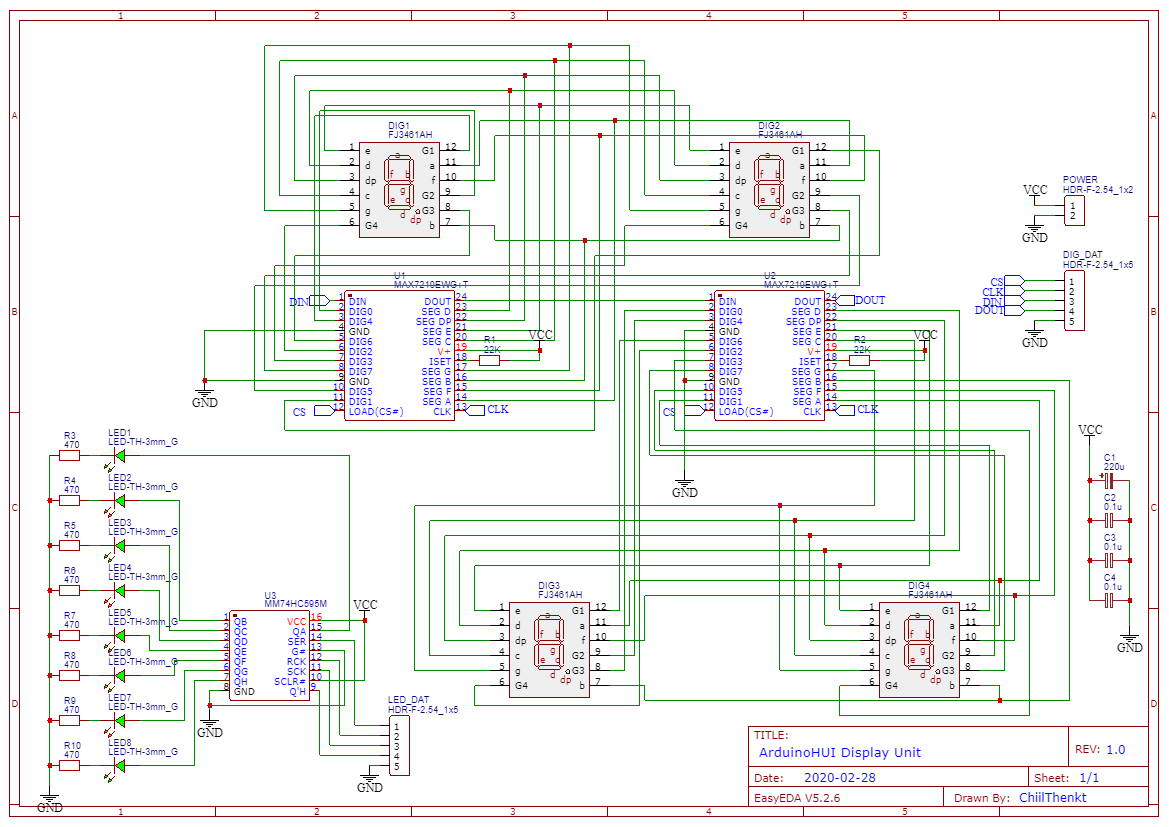 1 2 3 4 5
A
B
C
D
A
B
C
D
1 2 3 4 5
DIG1
FJ3461AH
1 e
2 d
3 dp
4 c
5 g
6 G4
G1 12
a 11
f 10
G2 9
G3 8
b 7
a
f b
g
e c
d dp
DIG2
FJ3461AH
1 e
2 d
3 dp
4 c
5 g
6 G4
G1 12
a 11
f 10
G2 9
G3 8
b 7
a
f b
g
e c
d dp
POWER
HDR-F-2.54_1x2
VCC
1
2
GND
DIG_DAT
HDR-F-2.54_1x5
CS
CLK
DIN
DOUT
1
2
3
4
5
GND
U1
MAX7219EWG+T
DIN
1 DIN
2 DIG0
3 DIG4
4 GND
5 DIG6
6 DIG2
7 DIG3
8 DIG7
9 GND
10 DIG5
11 DIG1
12 LOAD(CS#)
CS
DOUT 24
SEG D 23
SEG DP 22
SEG E 21
SEG C 20
V+ 19
ISET 18
SEG G 17
SEG B 16
SEG F 15
SEG A 14
CLK 13
CLK
R1
22K
VCC
GND
U2
MAX7219EWG+T
1 DIN
2 DIG0
3 DIG4
4 GND
5 DIG6
6 DIG2
7 DIG3
8 DIG7
9 GND
10 DIG5
11 DIG1
12 LOAD(CS#)
CS
DOUT 24
SEG D 23
SEG DP 22
SEG E 21
SEG C 20
V+ 19
ISET 18
SEG G 17
SEG B 16
SEG F 15
SEG A 14
CLK 13
DOUT
CLK
R2
22K
VCC
GND
VCC
C1
220u
+
C2
0.1u
C3
0.1u
C4
0.1u
GND
R3
470
LED1
LED-TH-3mm_G
R4
470
LED2
LED-TH-3mm_G
R5
470
LED3
LED-TH-3mm_G
R6
470
LED4
LED-TH-3mm_G
R7
470
LED5
LED-TH-3mm_G
R8
470
LED6
LED-TH-3mm_G
R9
470
LED7
LED-TH-3mm_G
R10
470
LED8
LED-TH-3mm_G
GND
U3
MM74HC595M
1 QB
2 QC
3 QD
4 QE
5 QF
6 QG
7 QH
8 GND
VCC 16
QA 15
SER 14
G# 13
RCK 12
SCK 11
SCLR# 10
Q'H 9
VCC
GND
LED_DAT
HDR-F-2.54_1x5
1
2
3
4
5
GND
DIG3
FJ3461AH
1 e
2 d
3 dp
4 c
5 g
6 G4
G1 12
a 11
f 10
G2 9
G3 8
b 7
a
f b
g
e c
d dp
DIG4
FJ3461AH
1 e
2 d
3 dp
4 c
5 g
6 G4
G1 12
a 11
f 10
G2 9
G3 8
b 7
a
f b
g
e c
d dp
TITLE:
ArduinoHUI Display Unit
REV: 1.0
Date: 2020-02-28
Sheet: 1/1
EasyEDA V5.2.6
Drawn By: ChiilThenkt